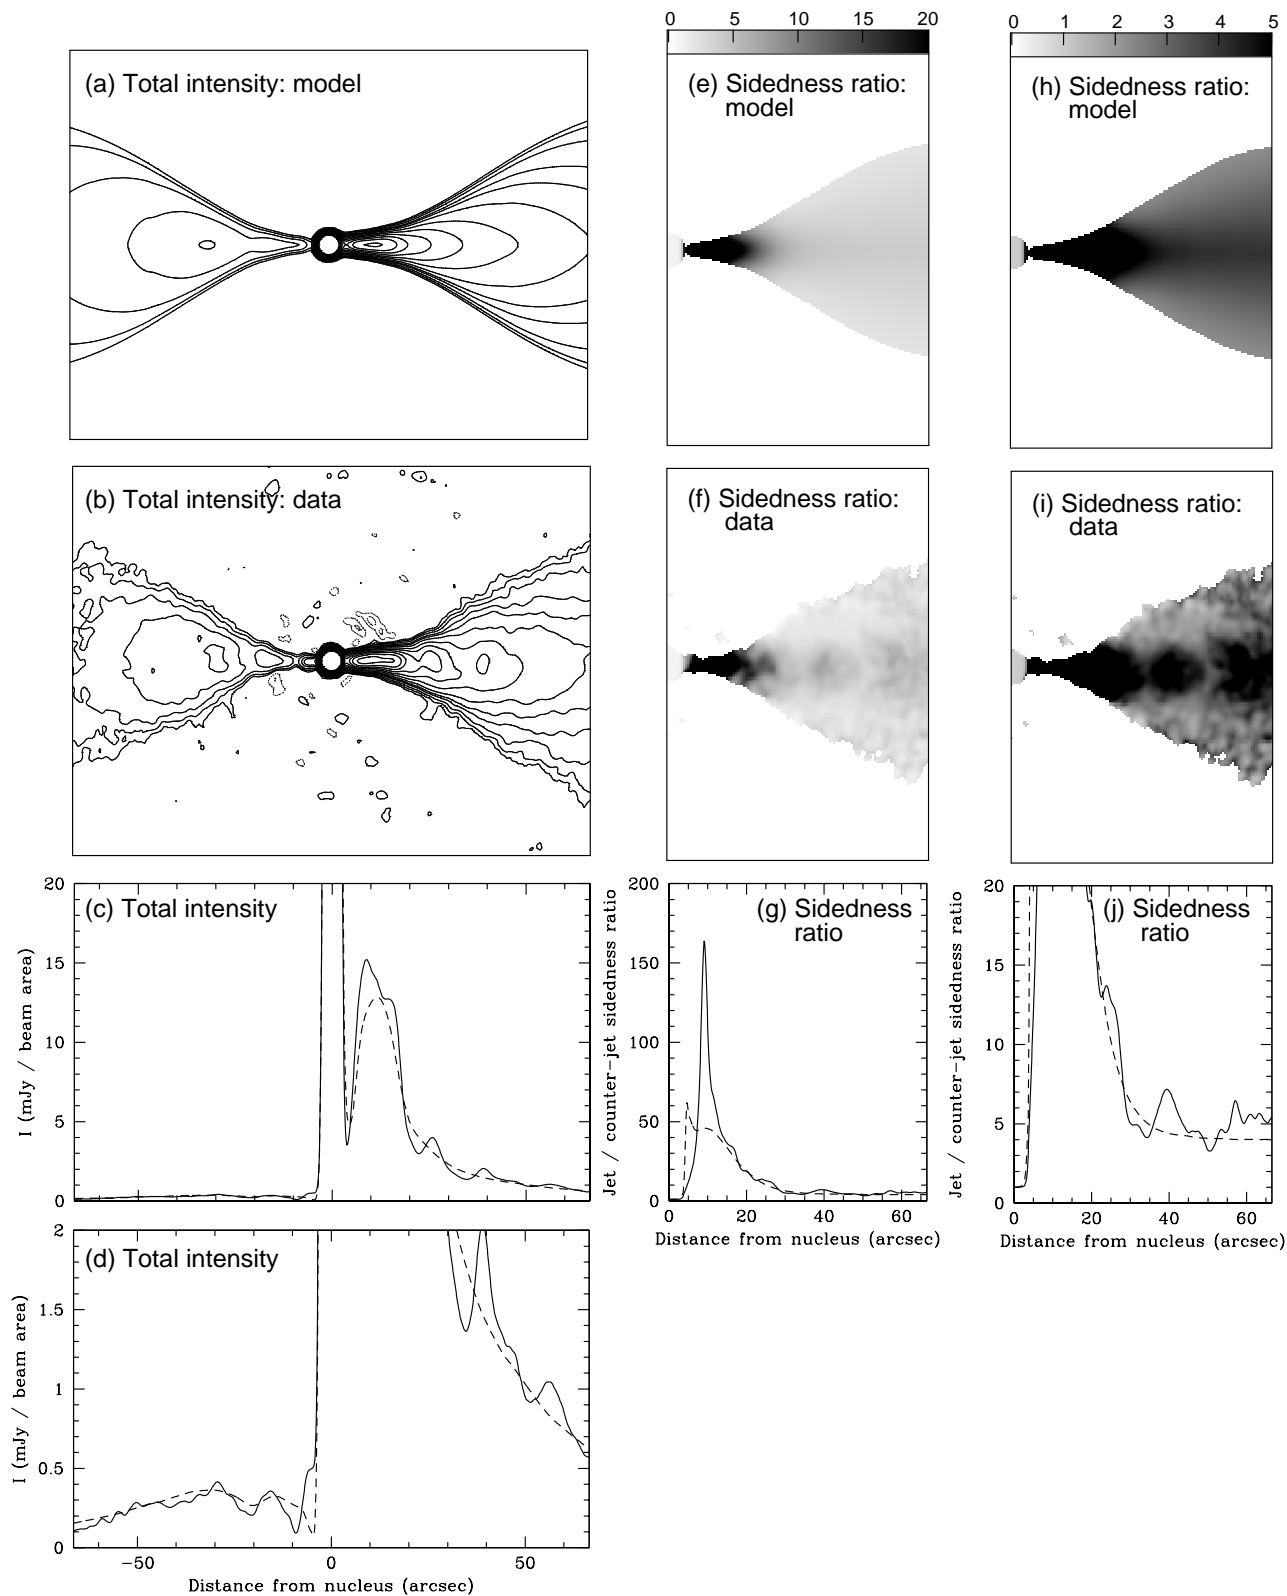 0 5 10 15 20
0 1 2 3 4 5
(a) Total intensity: model
(e) Sidedness ratio:
model
(h) Sidedness ratio:
model
(b) Total intensity: data
(f) Sidedness ratio:
data
(i) Sidedness ratio:
data
(c) Total intensity
20
15
10
5
0
I (mJy / beam area)
(g) Sidedness
ratio
200
150
100
50
0
Jet / counter-jet sidedness ratio
0 20 40 60
Distance from nucleus (arcsec)
(j) Sidedness
ratio
20
15
10
5
0
Jet / counter-jet sidedness ratio
0 20 40 60
Distance from nucleus (arcsec)
(d) Total intensity
2
1.5
1
0.5
0
I (mJy / beam area)
−50 0 50
Distance from nucleus (arcsec)